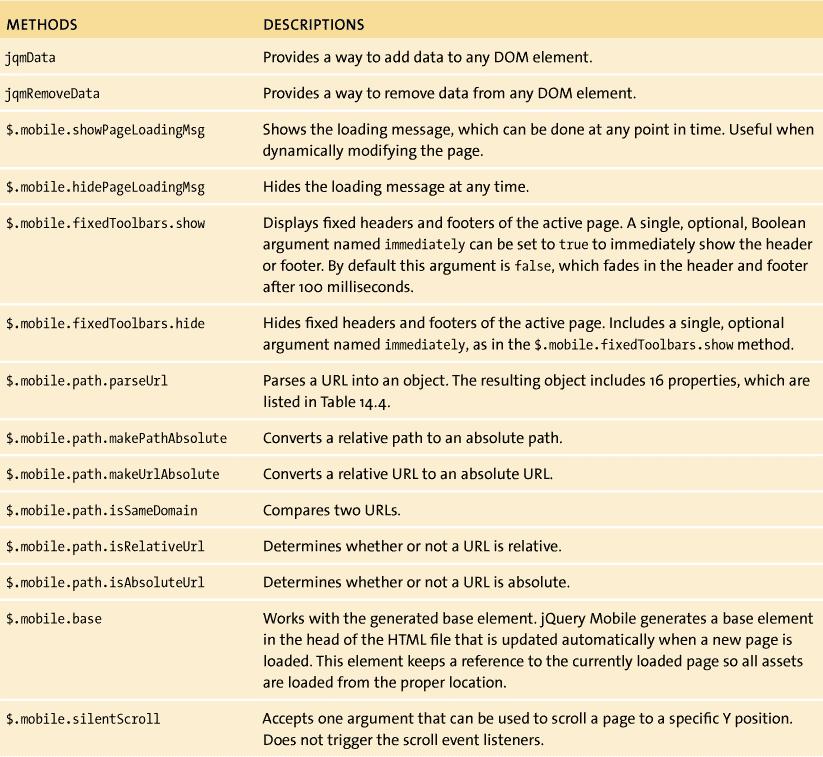 METHODS DESCRIPTIONS
jqmData Provides a way to add data to any DOM element.
jqmRemoveData Provides a way to remove data from any DOM element.
$.mobile.showPageLoadingMsg Shows the loading message, which can be done at any point in time. Useful when
dynamically modifying the page.
$.mobile.hidePageLoadingMsg Hides the loading message at any time.
$.mobile.fixedToolbars.show Displays fixed headers and footers of the active page. A single, optional, Boolean
argument named immediately can be set to true to immediately show the header
or footer. By default this argument is false, which fades in the header and footer
after 100 milliseconds.
$.mobile.fixedToolbars.hide Hides fixed headers and footers of the active page. Includes a single, optional
argument named immediately, as in the $.mobile.fixedToolbars.show method.
$.mobile.path.parseUrl Parses a URL into an object. The resulting object includes 16 properties, which are
listed in Table 14.4.
$.mobile.path.makePathAbsolute Converts a relative path to an absolute path.
$.mobile.path.makeUrlAbsolute Converts a relative URL to an absolute URL.
$.mobile.path.isSameDomain Compares two URLs.
$.mobile.path.isRelativeUrl Determines whether or not a URL is relative.
$.mobile.path.isAbsoluteUrl Determines whether or not a URL is absolute.
$.mobile.base Works with the generated base element. jQuery Mobile generates a base element
in the head of the HTML file that is updated automatically when a new page is
loaded. This element keeps a reference to the currently loaded page so all assets
are loaded from the proper location.
$.mobile.silentScroll Accepts one argument that can be used to scroll a page to a specific Y position.
Does not trigger the scroll event listeners.